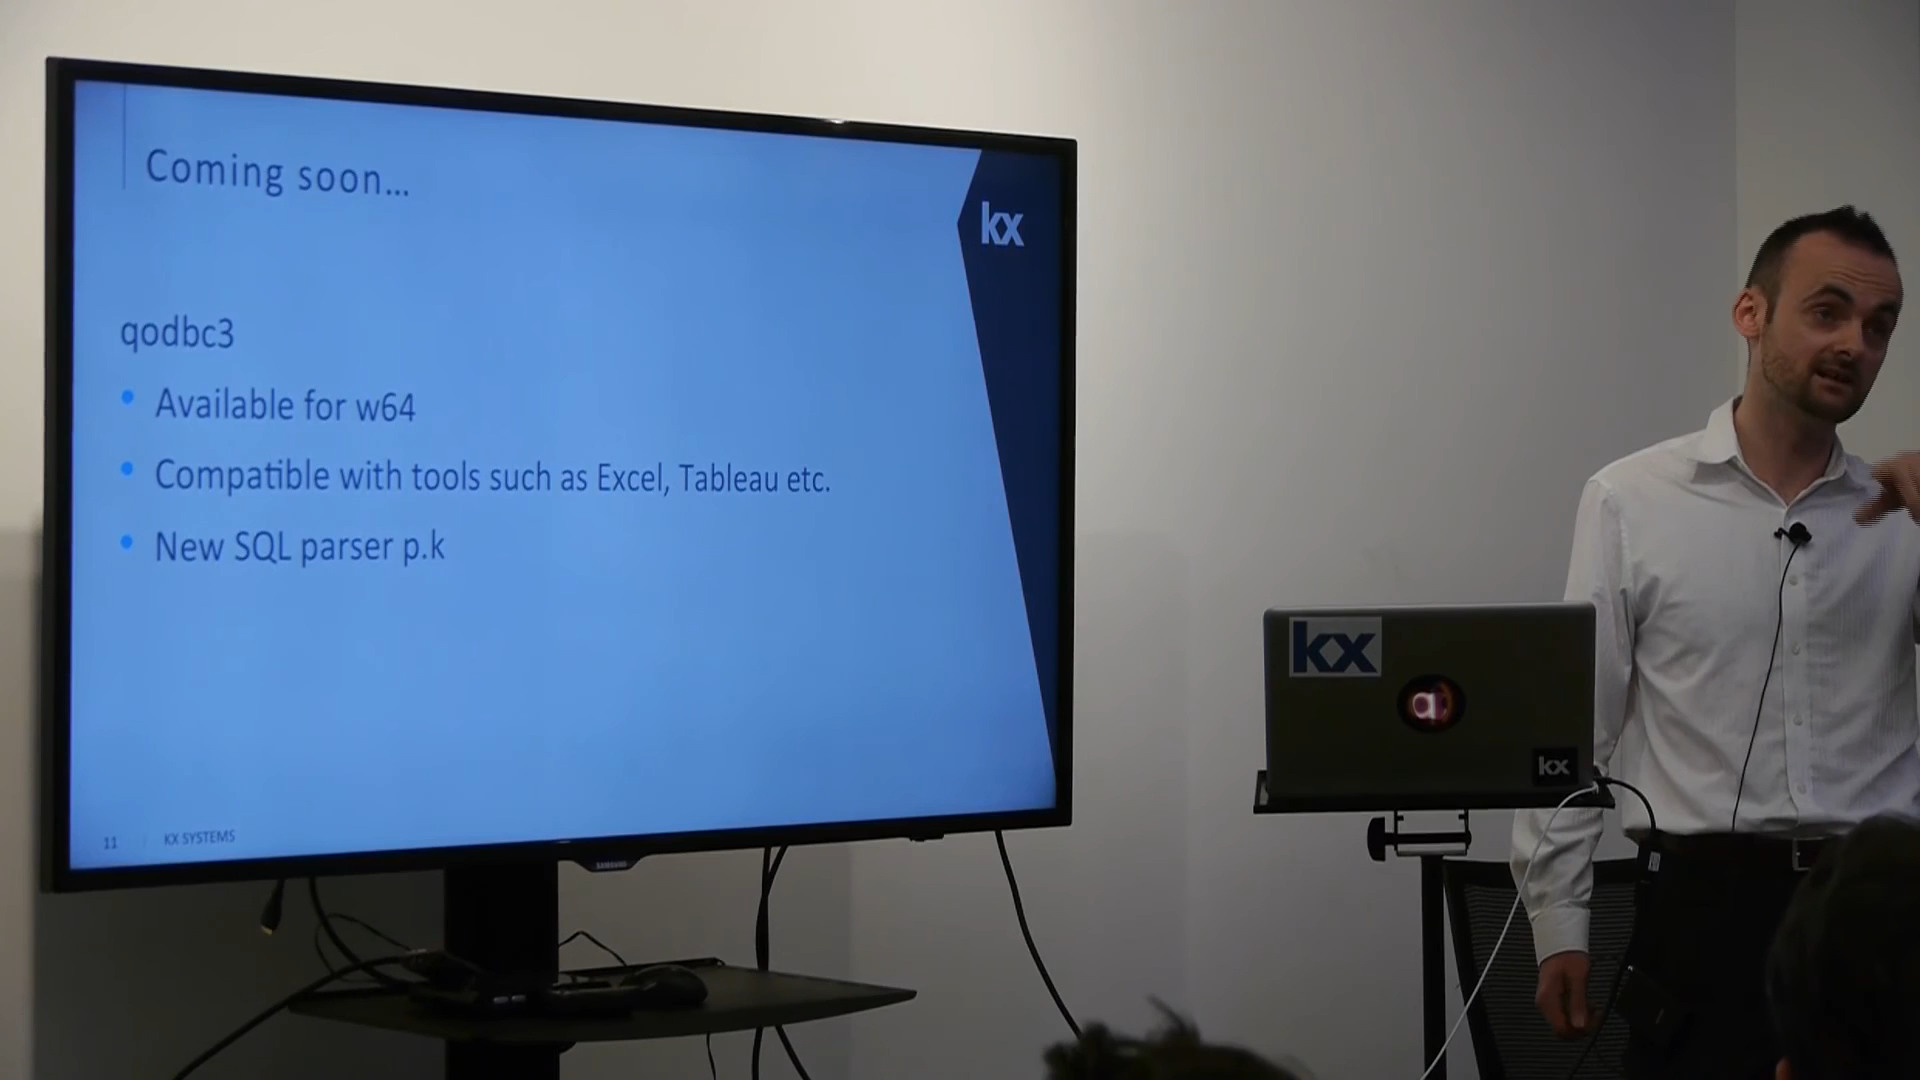 Coming soon...
kx
qodbc3
• Available for w64
• Compatible with tools such as Excel, Tableau etc.
• New SQL parser p.k
11 KX SYSTEMS
SAMSUNG
kx
q
kx